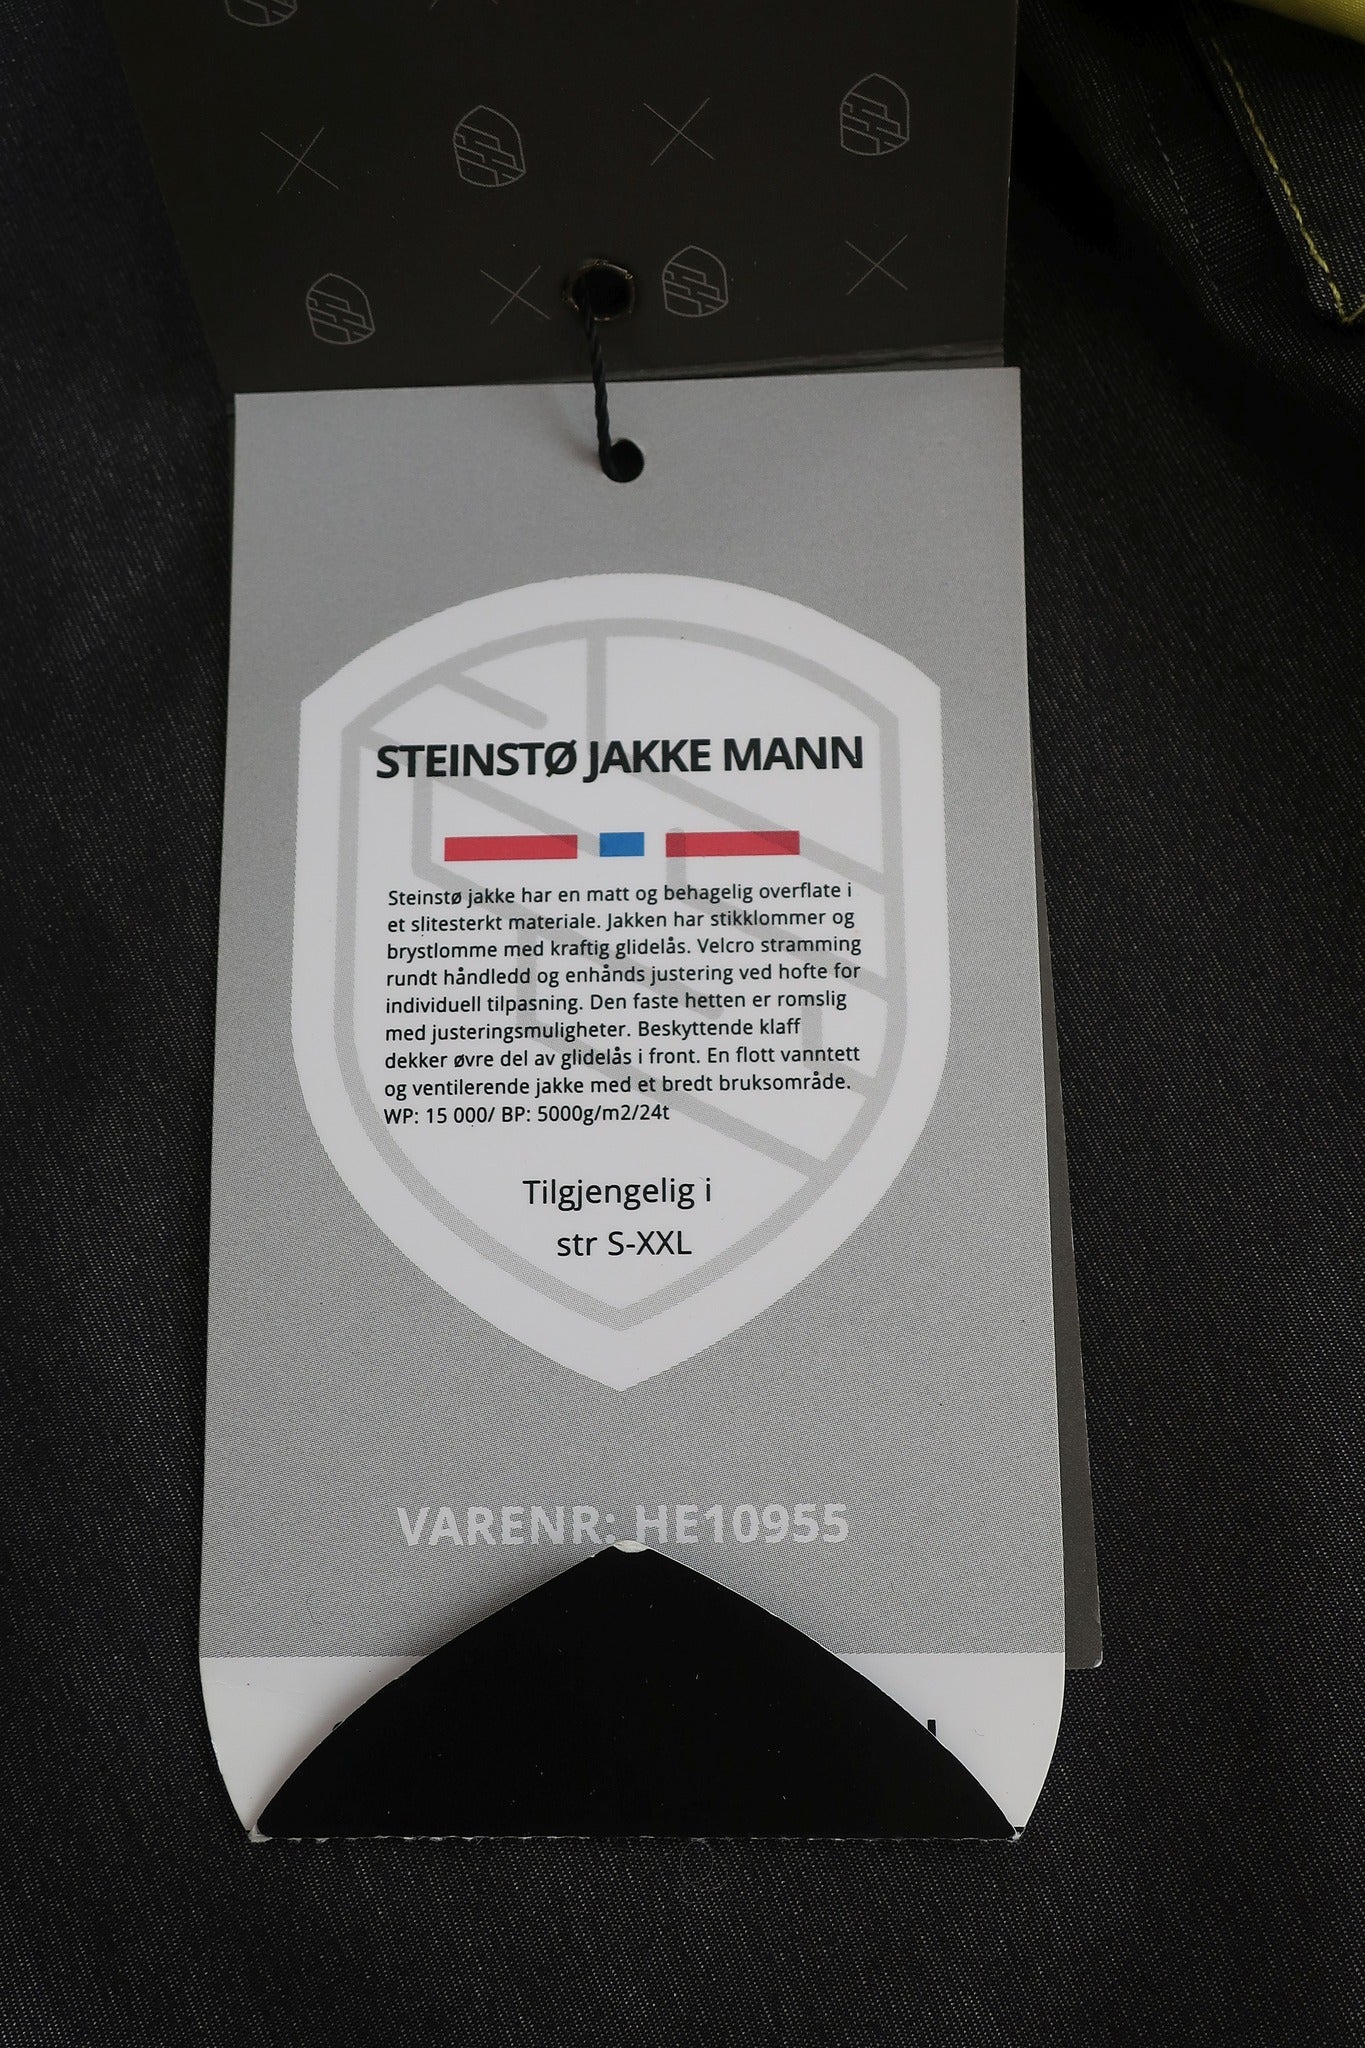 STEINSTØ JAKKE MANN
Steinstø jakke har en matt og behagelig overflate i
et slitesterkt materiale. Jakken har stikklommer og
brystlomme med kraftig glidelås. Velcro stramming
rundt håndledd og enhånds justering ved hofte for
individuell tilpasning. Den faste hetten er romslig
med justeringsmuligheter. Beskyttende klaff
dekker øvre del av glidelås i front. En flott vanntett
og ventilerende jakke med et bredt bruksområde.
WP: 15 000/ BP: 5000g/m2/24t
Tilgjengelig i
str S-XXL
VARENR: HE10955